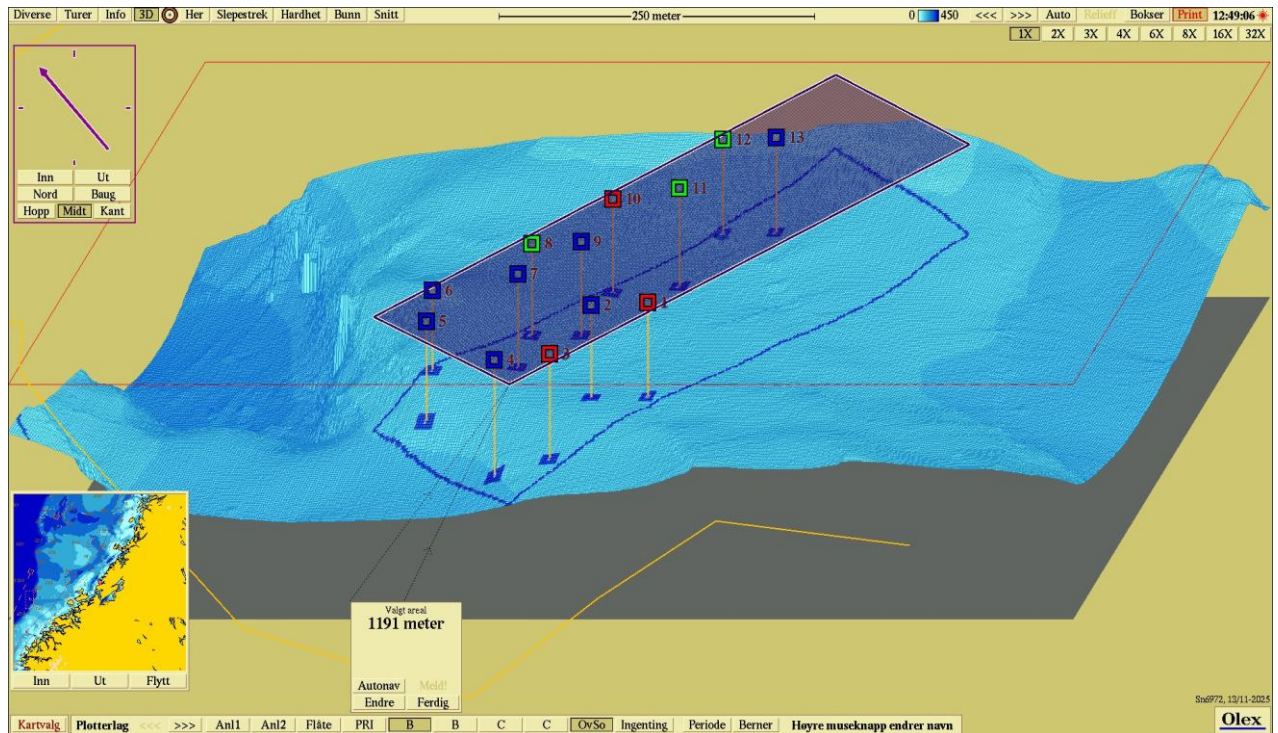 Diverse Turer Info 3D Her Slepestrek Hardhet Bunn Snitt 250 meter 0 450 <<< >>> Auto Relieff Bokser Print 12:49:06
1X 2X 3X 4X 6X 8X 16X 32X
Inn Ut
Nord Baug
Hopp Midt Kant
12
13
11
10
8
9
7
6
2
1
5
4
3
Valgt areal
1191 meter
Autonav Meld!
Endre Ferdig
Inn Ut Flytt
Sn6972, 13/11-2025
Kartvalg Plotterlag <<< >>> Anl1 Anl2 Flåte PRI B B C C OvSo Ingenting Periode Berner Høyre museknapp endrer navn Olex